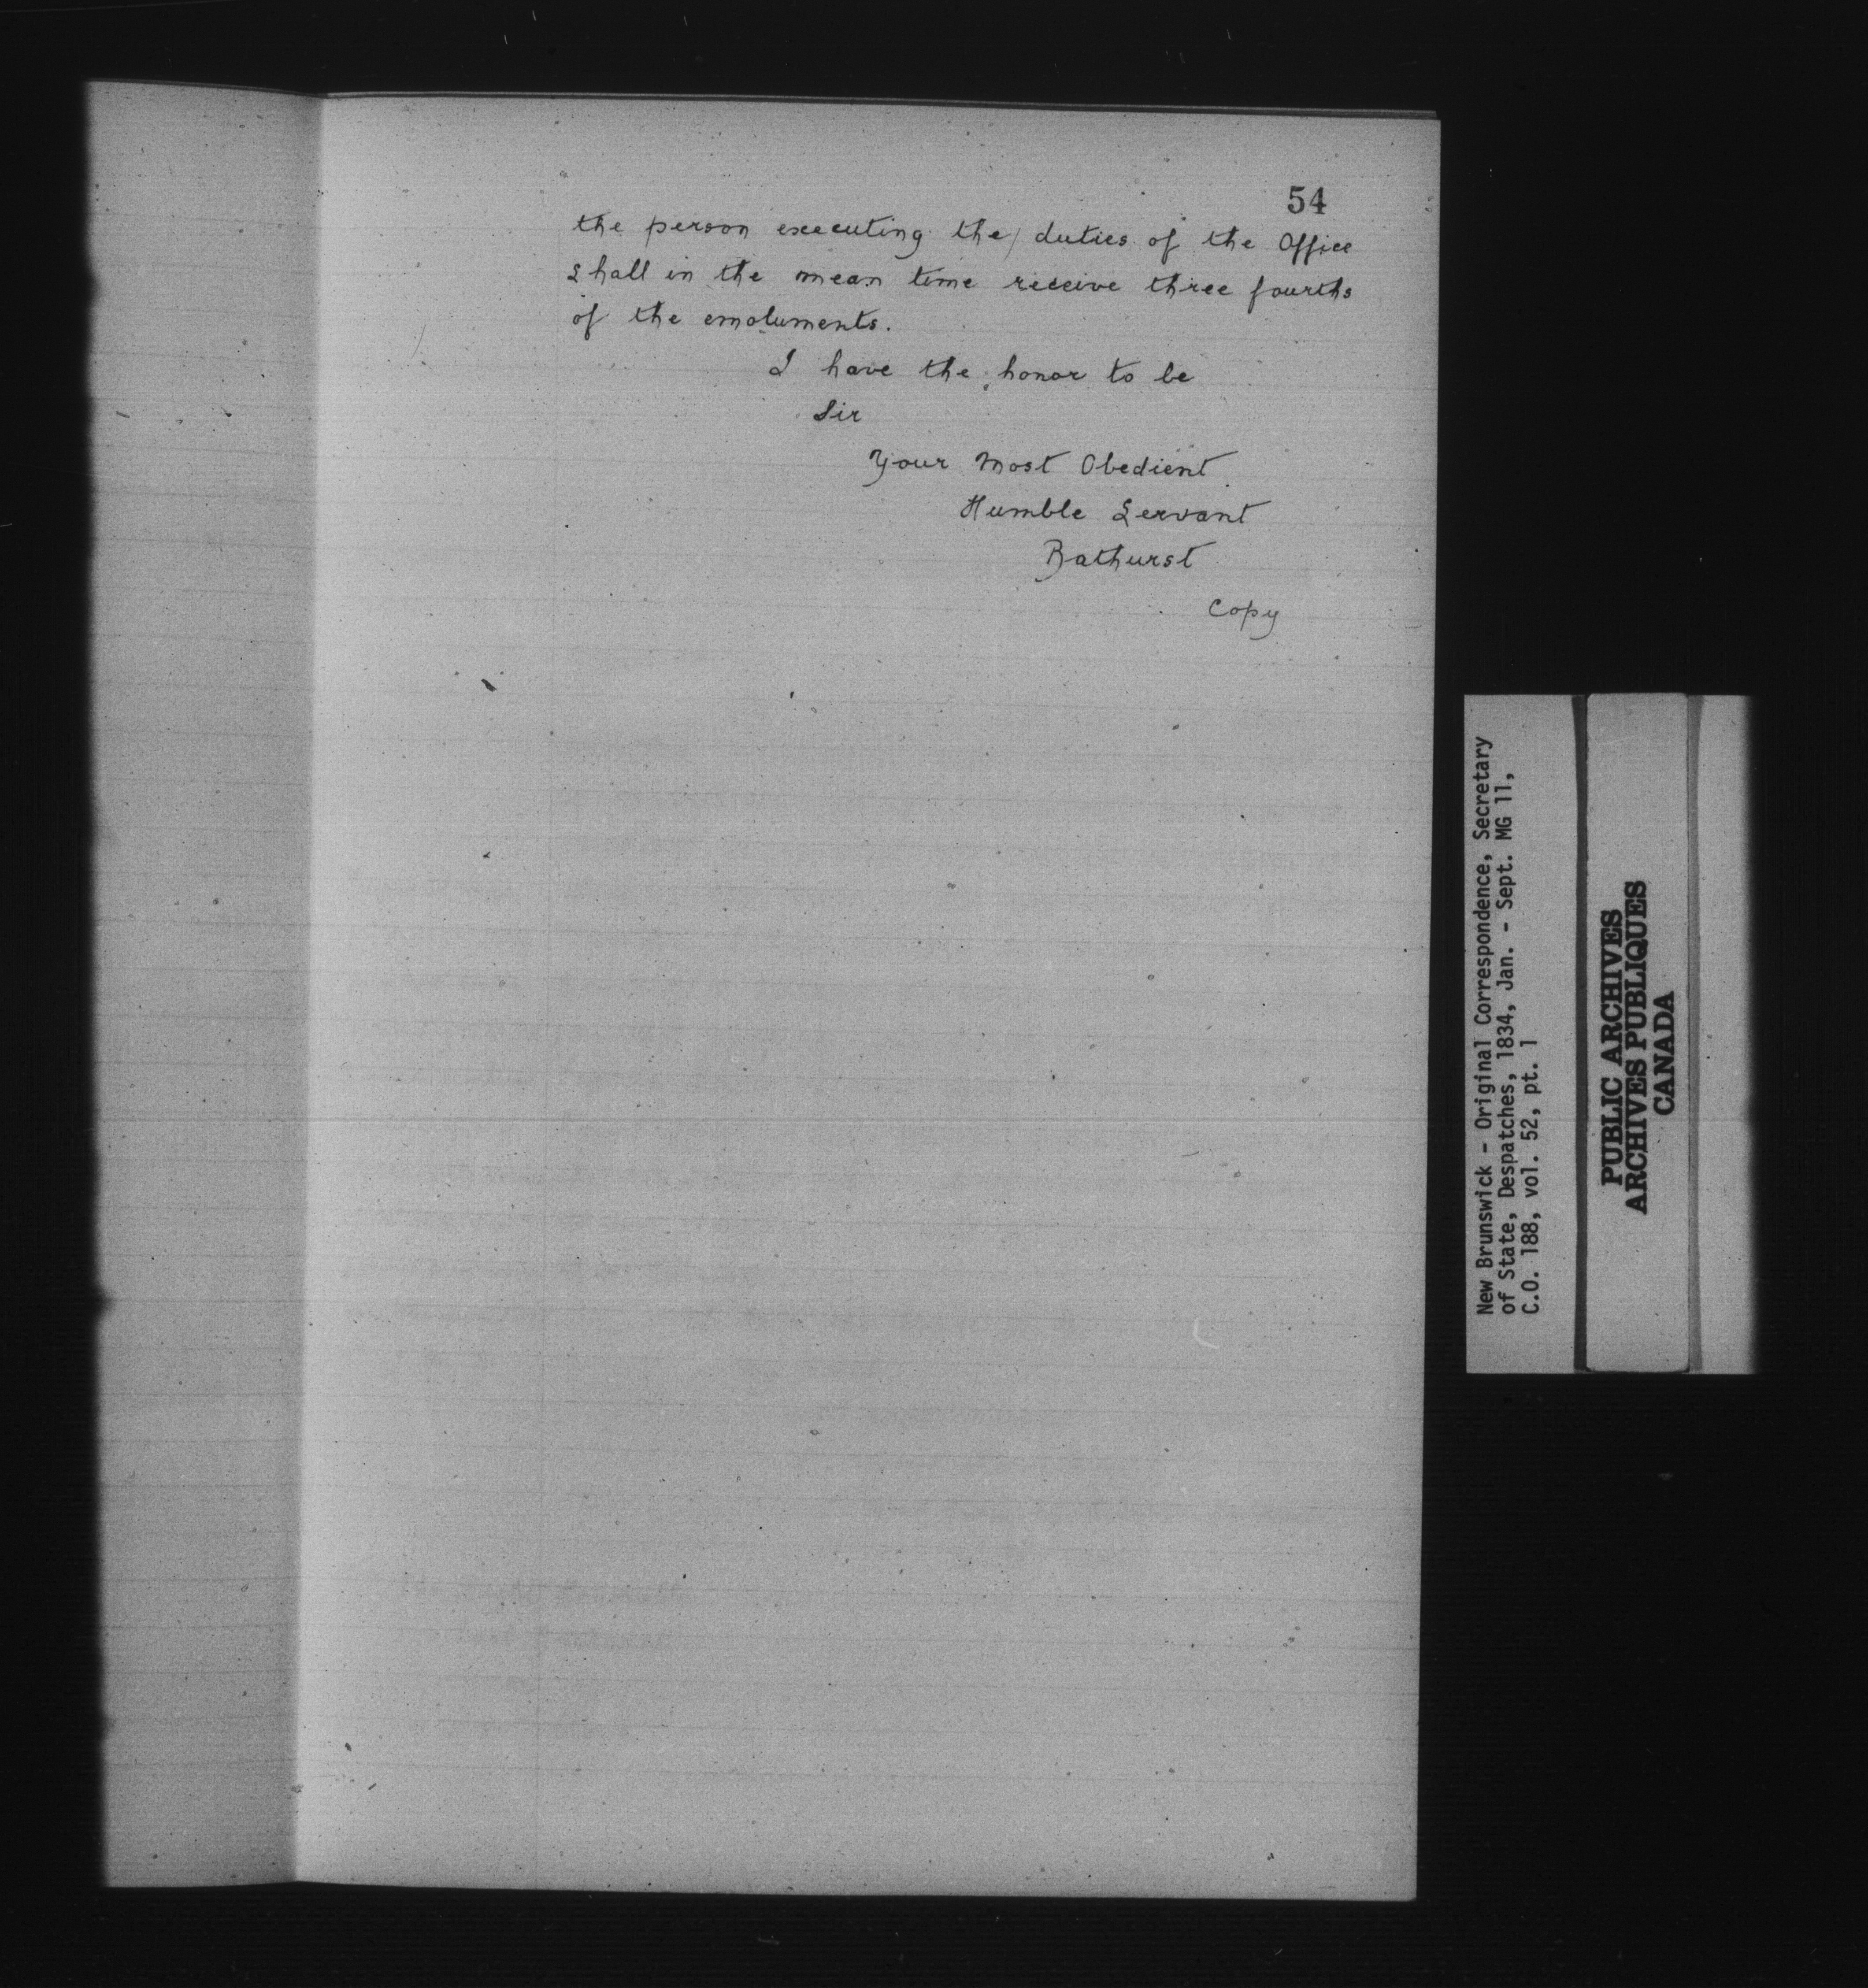 54
the person executing the duties of the Office
shall in the mean time receive three fourths
of the emoluments.
I have the honor to be
Sir
Your Most Obedient
Humble Servant
Bathurst
Copy
New Brunswick - Original Correspondence, Secretary
of State, Despatches, 1834, Jan. - Sept. MG 11,
C.O. 188, vol. 52, pt. 1
PUBLIC ARCHIVES
ARCHIVES PUBLIQUES
CANADA